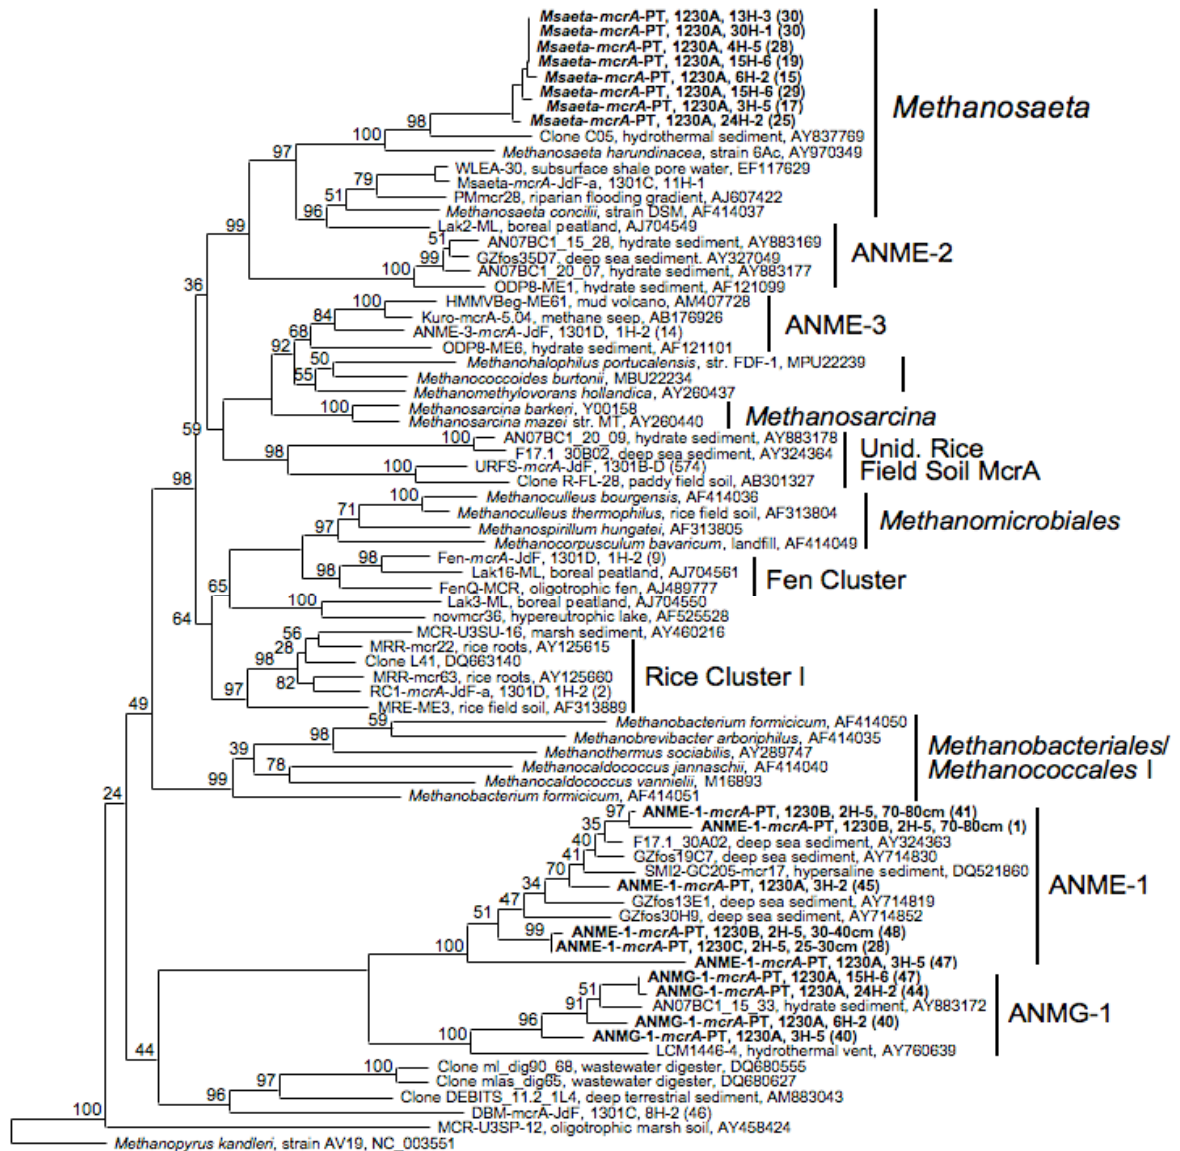 Msaeta-mcrA-PT, 1230A, 13H-3 (30)
Msaeta-mcrA-PT, 1230A, 30H-1 (30)
Msaeta-mcrA-PT, 1230A, 4H-5 (28)
Msaeta-mcrA-PT, 1230A, 15H-6 (19)
Msaeta-mcrA-PT, 1230A, 6H-2 (15)
Msaeta-mcrA-PT, 1230A, 15H-6 (29)
Msaeta-mcrA-PT, 1230A, 3H-5 (17)
Methanosaeta
98 Msaeta-mcrA-PT, 1230A, 24H-2 (25)
100 Clone C05, hydrothermal sediment, AY837769
97 Methanosaeta harundinacea, strain 6Ac, AY970349
WLEA-30, subsurface shale pore water, EF117629
79 Msaeta-mcrA-JdF-a, 1301C, 11H-1
51 PMmcr28, riparian flooding gradient, AJ607422
96 Methanosaeta concilii, strain DSM, AF414037
99 Lak2-ML, boreal peatland, AJ704549
51 AN07BC1_15_28, hydrate sediment, AY883169
99 GZfos35D7, deep sea sediment, AY327049
ANME-2
100 AN07BC1_20_07, hydrate sediment, AY883177
36 ODP8-ME1, hydrate sediment, AF121099
100 HMMVBeg-ME61, mud volcano, AM407728
84 Kuro-mcrA-5.04, methane seep, AB176926
ANME-3
68 ANME-3-mcrA-JdF, 1301D, 1H-2 (14)
92 ODP8-ME6, hydrate sediment, AF121101
50 Methanohalophilus portucalensis, str. FDF-1, MPU22239
55 Methanococcoides burtonii, MBU22234
Methanomethylovorans hollandica, AY260437
100 Methanosarcina barkeri, Y00158
Methanosarcina
Methanosarcina mazei str. MT, AY260440
59
100 AN07BC1_20_09, hydrate sediment, AY883178
98 F17.1_30B02, deep sea sediment, AY324364
Unid. Rice
Field Soil McrA
100 URFS-mcrA-JdF, 1301B-D (574)
98 Clone R-FL-28, paddy field soil, AB301327
100 Methanoculleus bourgensis, AF414036
71 Methanoculleus thermophilus, rice field soil, AF313804
Methanomicrobiales
97 Methanospirillum hungatei, AF313805
Methanocorpusculum bavaricum, landfill, AF414049
98 Fen-mcrA-JdF, 1301D, 1H-2 (9)
98 Lak16-ML, boreal peatland, AJ704561
Fen Cluster
65 FenQ-MCR, oligotrophic fen, AJ489777
100 Lak3-ML, boreal peatland, AJ704550
64 novmcr36, hypereutrophic lake, AF525528
56 MCR-U3SU-16, marsh sediment, AY460216
28 MRR-mcr22, rice roots, AY125615
98 Clone L41, DQ663140
Rice Cluster I
82 MRR-mcr63, rice roots, AY125660
97 RC1-mcrA-JdF-a, 1301D, 1H-2 (2)
49 MRE-ME3, rice field soil, AF313889
59 Methanobacterium formicicum, AF414050
98 Methanobrevibacter arboriphilus, AF414035
39 Methanothermus sociabilis, AY289747
Methanobacteriales/
Methanococcales I
78 Methanocaldococcus jannaschii, AF414040
99 Methanocaldococcus vannielii, M16893
24 Methanobacterium formicicum, AF414051
97 ANME-1-mcrA-PT, 1230B, 2H-5, 70-80cm (41)
35 ANME-1-mcrA-PT, 1230B, 2H-5, 70-80cm (1)
40 F17.1_30A02, deep sea sediment, AY324363
41 GZfos19C7, deep sea sediment, AY714830
70 SMI2-GC205-mcr17, hypersaline sediment, DQ521860
34 ANME-1-mcrA-PT, 1230A, 3H-2 (45)
ANME-1
47 GZfos13E1, deep sea sediment, AY714819
51 GZfos30H9, deep sea sediment, AY714852
99 ANME-1-mcrA-PT, 1230B, 2H-5, 30-40cm (48)
100 ANME-1-mcrA-PT, 1230C, 2H-5, 25-30cm (28)
ANME-1-mcrA-PT, 1230A, 3H-5 (47)
51 ANMG-1-mcrA-PT, 1230A, 15H-6 (47)
91 ANMG-1-mcrA-PT, 1230A, 24H-2 (44)
96 AN07BC1_15_33, hydrate sediment, AY883172
ANMG-1
ANMG-1-mcrA-PT, 1230A, 6H-2 (40)
100 ANMG-1-mcrA-PT, 1230A, 3H-5 (40)
44 LCM1446-4, hydrothermal vent, AY760639
100 Clone ml_dig90_68, wastewater digester, DQ680555
97 Clone mlas_dig65, wastewater digester, DQ680627
96 Clone DEBITS_11.2_1L4, deep terrestrial sediment, AM883043
100 DBM-mcrA-JdF, 1301C, 8H-2 (46)
MCR-U3SP-12, oligotrophic marsh soil, AY458424
Methanopyrus kandleri, strain AV19, NC_003551